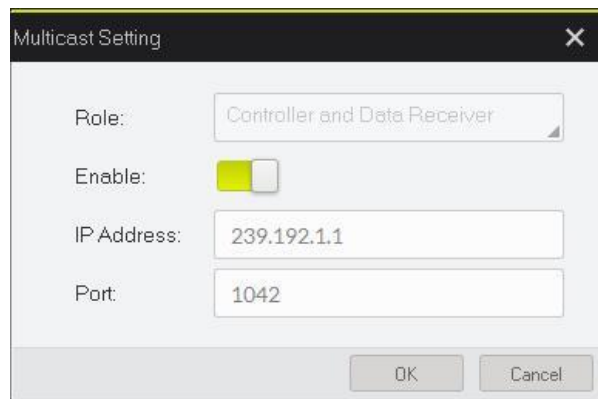 Multicast Setting
Role: Controller and Data Receiver
Enable:
IP Address: 239.192.1.1
Port: 1042
OK Cancel